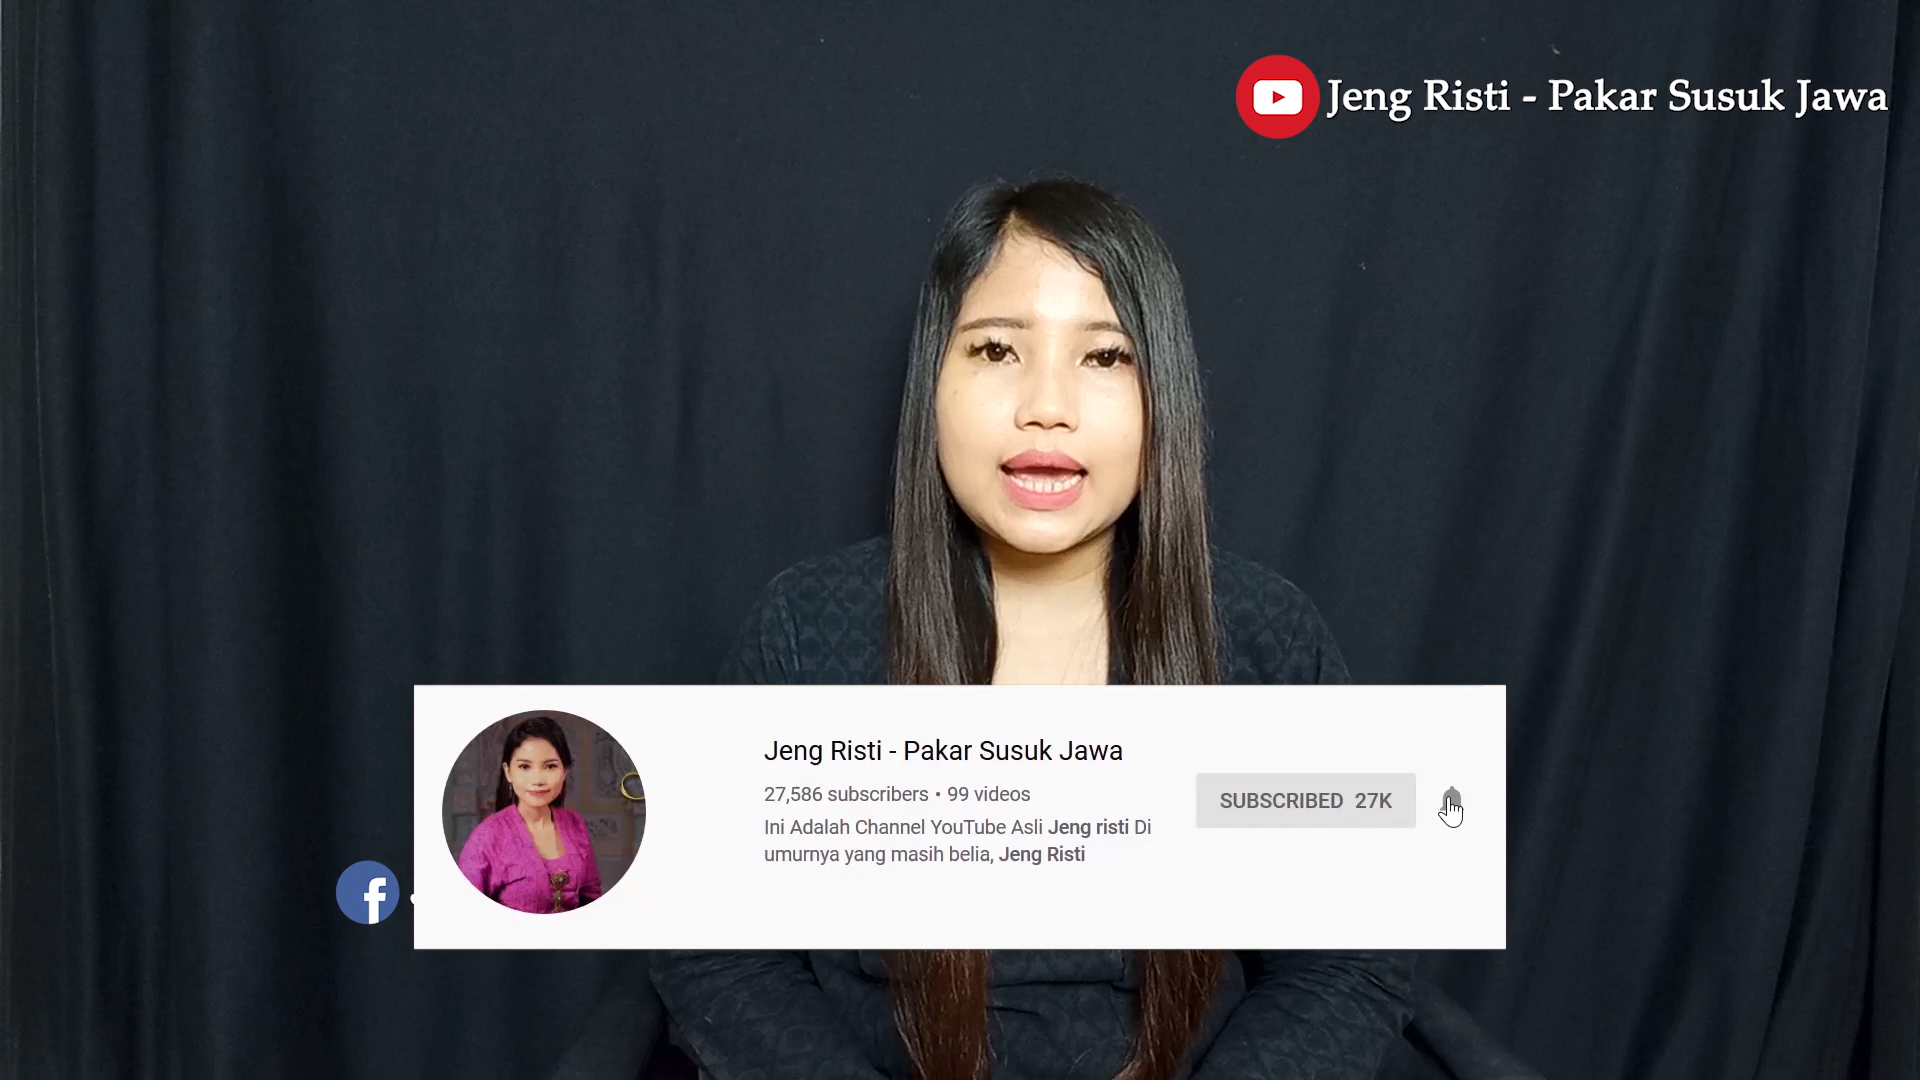 Jeng Risti - Pakar Susuk Jawa
Jeng Risti - Pakar Susuk Jawa
27,586 subscribers • 99 videos
SUBSCRIBED 27K
Ini Adalah Channel YouTube Asli Jeng risti Di
umurnya yang masih belia, Jeng Risti